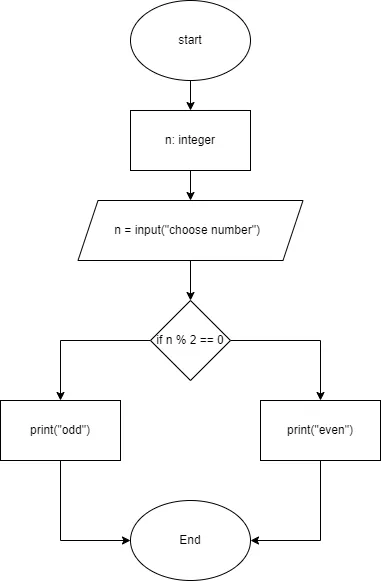 start
n: integer
n = input("choose number")
if n % 2 == 0
print("odd")
print("even")
End